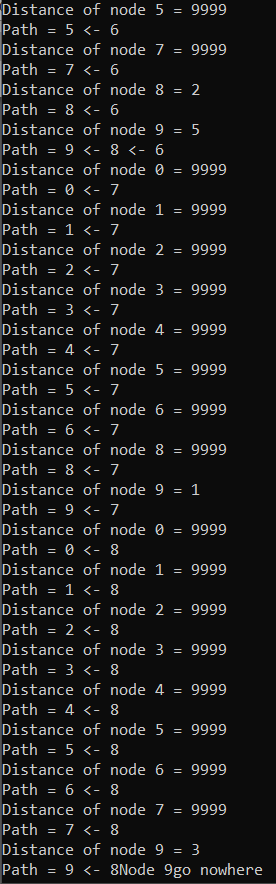 Distance of node 5 = 9999
Path = 5 <- 6
Distance of node 7 = 9999
Path = 7 <- 6
Distance of node 8 = 2
Path = 8 <- 6
Distance of node 9 = 5
Path = 9 <- 8 <- 6
Distance of node 0 = 9999
Path = 0 <- 7
Distance of node 1 = 9999
Path = 1 <- 7
Distance of node 2 = 9999
Path = 2 <- 7
Distance of node 3 = 9999
Path = 3 <- 7
Distance of node 4 = 9999
Path = 4 <- 7
Distance of node 5 = 9999
Path = 5 <- 7
Distance of node 6 = 9999
Path = 6 <- 7
Distance of node 8 = 9999
Path = 8 <- 7
Distance of node 9 = 1
Path = 9 <- 7
Distance of node 0 = 9999
Path = 0 <- 8
Distance of node 1 = 9999
Path = 1 <- 8
Distance of node 2 = 9999
Path = 2 <- 8
Distance of node 3 = 9999
Path = 3 <- 8
Distance of node 4 = 9999
Path = 4 <- 8
Distance of node 5 = 9999
Path = 5 <- 8
Distance of node 6 = 9999
Path = 6 <- 8
Distance of node 7 = 9999
Path = 7 <- 8
Distance of node 9 = 3
Path = 9 <- 8Node 9go nowhere